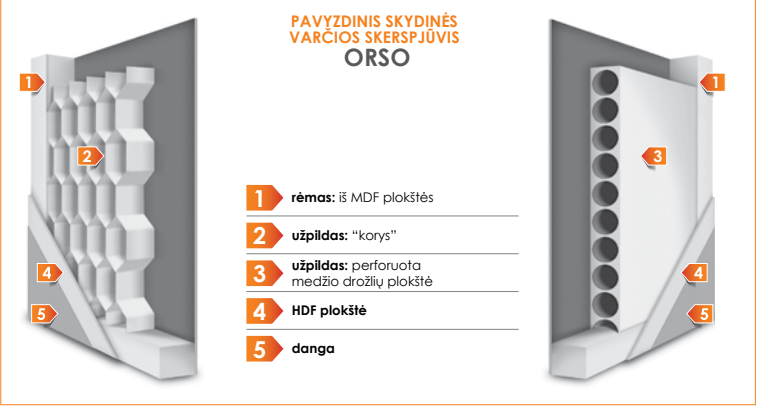 PAVYZDINIS SKYDINĖS
VARČIOS SKERSPJŪVIS
ORSO
1
2
4
5
1 rėmas: iš MDF plokštės
2 užpildas: “korys”
3 užpildas: perforuota
medžio drožlių plokštė
4 HDF plokštė
5 danga
1
3
4
5